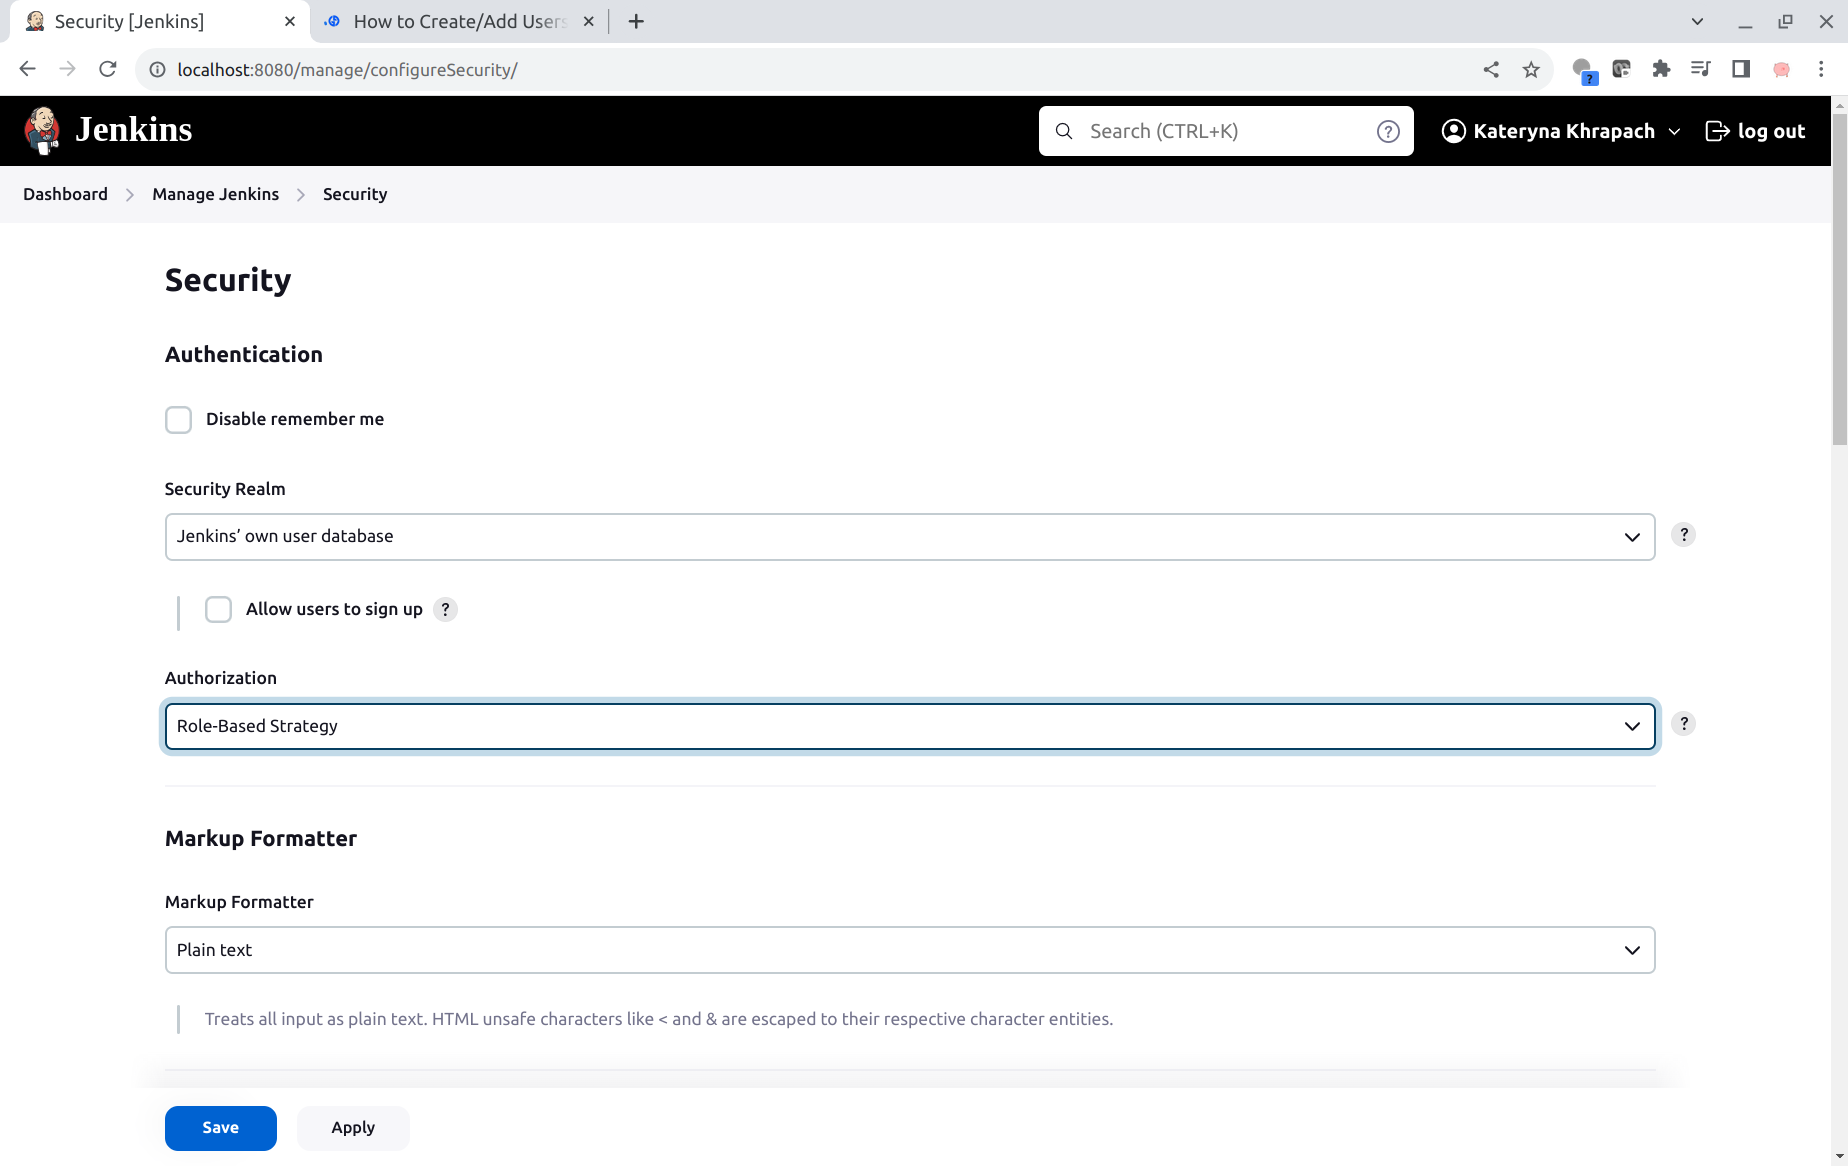 Security [Jenkins]
How to Create/Add Users
localhost:8080/manage/configureSecurity/
?
Jenkins
Search (CTRL+K)
?
Kateryna Khrapach
log out
Dashboard
Manage Jenkins
Security
Security
Authentication
Disable remember me
Security Realm
Jenkins’ own user database
?
Allow users to sign up
?
Authorization
Role-Based Strategy
?
Markup Formatter
Markup Formatter
Plain text
Treats all input as plain text. HTML unsafe characters like < and & are escaped to their respective character entities.
Save
Apply